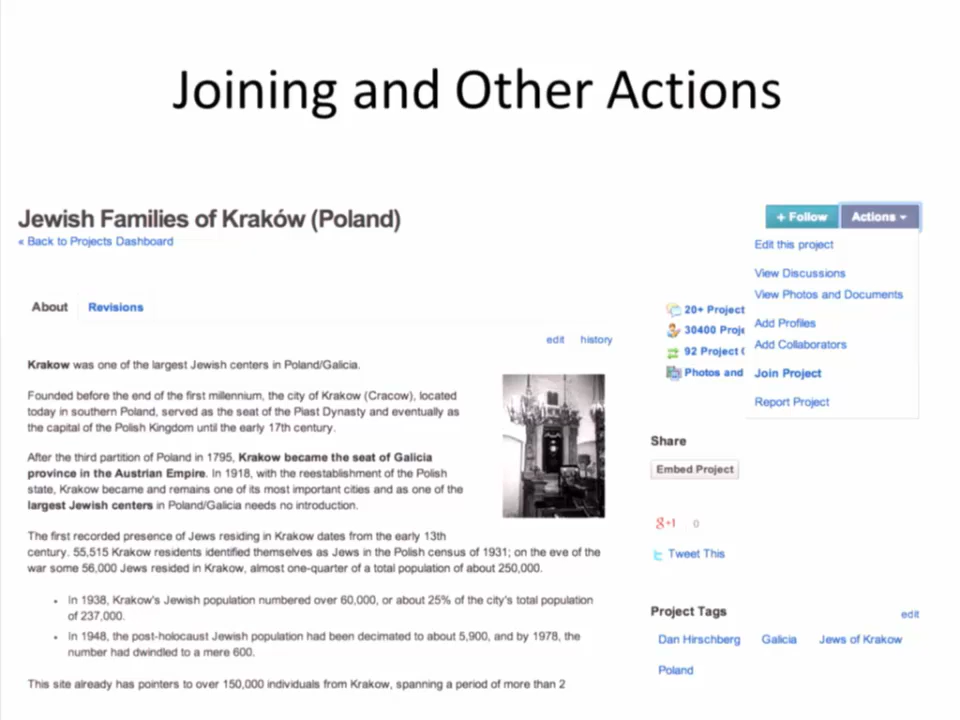 Joining and Other Actions
Jewish Families of Kraków (Poland)
« Back to Projects Dashboard
+ Follow
Actions
Edit this project
View Discussions
View Photos and Documents
Add Profiles
Add Collaborators
Join Project
Report Project
About
Revisions
20+ Project
30400
92 Project
Photos and
edit history
Krakow was one of the largest Jewish centers in Poland/Galicia.
Founded before the end of the first millennium, the city of Krakow (Cracow), located
today in southern Poland, served as the seat of the Piast Dynasty and eventually as
the capital of the Polish Kingdom until the early 17th century.
After the third partition of Poland in 1795, Krakow became the seat of Galicia
province in the Austrian Empire. In 1918, with the reestablishment of the Polish
state, Krakow became and remains one of its most important cities and as one of the
largest Jewish centers in Poland/Galicia needs no introduction.
The first recorded presence of Jews residing in Krakow dates from the early 13th
century. 55,515 Krakow residents identified themselves as Jews in the Polish census of 1931; on the eve of the
war some 56,000 Jews resided in Krakow, almost one-quarter of a total population of about 250,000.
• In 1938, Krakow's Jewish population numbered over 60,000, or about 25% of the city's total population
of 237,000.
• In 1948, the post-holocaust Jewish population had been decimated to about 5,900, and by 1978, the
number had dwindled to a mere 600.
This site already has pointers to over 150,000 individuals from Krakow, spanning a period of more than 2
Share
Embed Project
g+1 0
Tweet This
Project Tags
edit
Dan Hirschberg Galicia Jews of Krakow
Poland